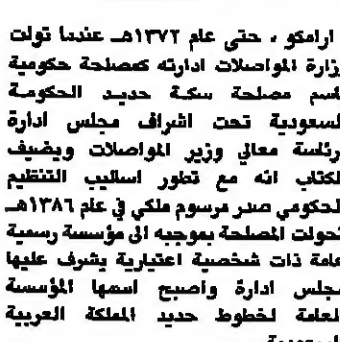 ارامكو ، حتى عام ١٣٧٢هـ عندما تولت
وزارة المواصلات ادارته كمصلحة حكومية
باسم مصلحة سكة حديد الحكومة
السعودية تحت اشراف مجلس ادارة
برئاسة معالي وزير المواصلات ويضيف
الكتاب انه مع تطور اساليب التنظيم
الحكومي صدر مرسوم ملكي في عام ١٣٨٦هـ
تحولت المصلحة بموجبه الى مؤسسة رسمية
عامة ذات شخصية اعتبارية يشرف عليها
مجلس ادارة واصبح اسمها المؤسسة
العامة لخطوط حديد المملكة العربية